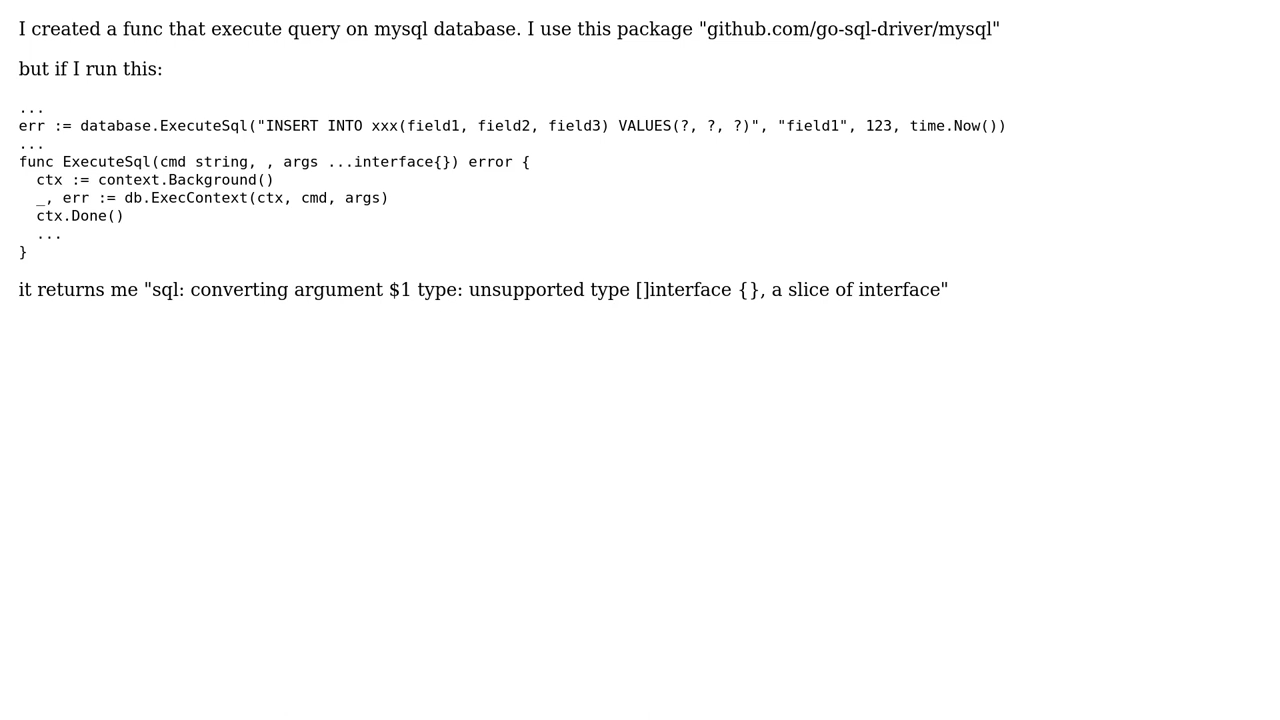 I created a func that execute query on mysql database. I use this package "github.com/go-sql-driver/mysql"
but if I run this:
...
err := database.ExecuteSql("INSERT INTO xxx(field1, field2, field3) VALUES(?, ?, ?)", "field1", 123, time.Now())
...
func ExecuteSql(cmd string, , args ...interface{}) error {
  ctx := context.Background()
  _, err := db.ExecContext(ctx, cmd, args)
  ctx.Done()
  ...
}
it returns me "sql: converting argument $1 type: unsupported type []interface {}, a slice of interface"